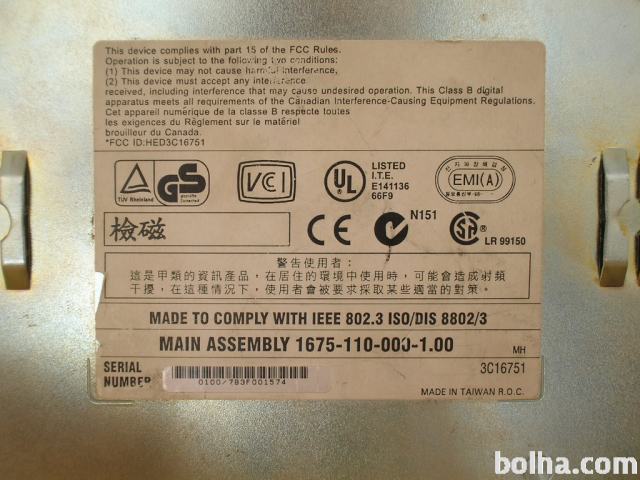 This device complies with part 15 of the FCC Rules.
Operation is subject to the following two conditions:
(1) This device may not cause harmful interference,
(2) This device must accept any interference
received, including interference that may cause undesired operation. This Class B digital
apparatus meets all requirements of the Canadian Interference-Causing Equipment Regulations.
Cet appareil numérique de la classe B respecte toutes
les exigences du Règlement sur le matériel
brouilleur du Canada.
*FCC ID:HED3C16751
TÜV Rheinland
GS
geprüfte
VCCI
UL
LISTED
I.T.E.
E141136
66F9
EMI(A)
檢磁
CE
N151
LR 99150
警告使用者:
這是甲類的資訊產品,在居住的環境中使用時,可能會造成射頻
干擾,在這種情況下,使用者會被要求採取某些適當的對策。
MADE TO COMPLY WITH IEEE 802.3 ISO/DIS 8802/3
MAIN ASSEMBLY 1675-110-000-1.00
MH
SERIAL
NUMBER
0100/7B3F001574
3C16751
MADE IN TAIWAN R.O.C.
bolha.com